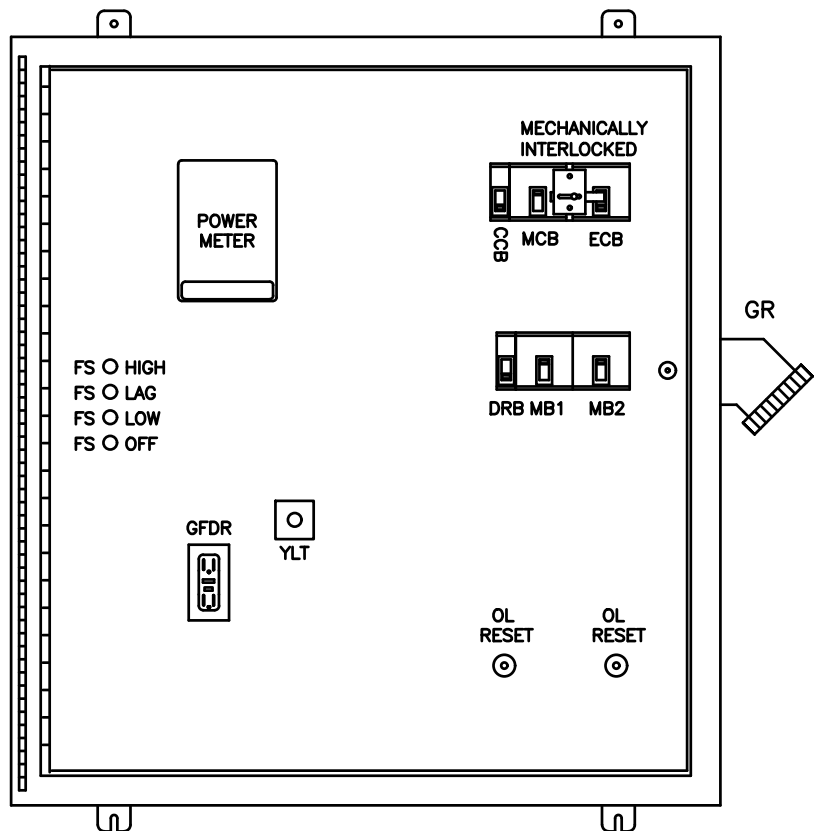 MECHANICALLY
INTERLOCKED
POWER
METER
CCB
MCB
ECB
GR
FS HIGH
FS LAG
FS LOW
FS OFF
DRB MB1 MB2
GFDR
YLT
OL
RESET
OL
RESET